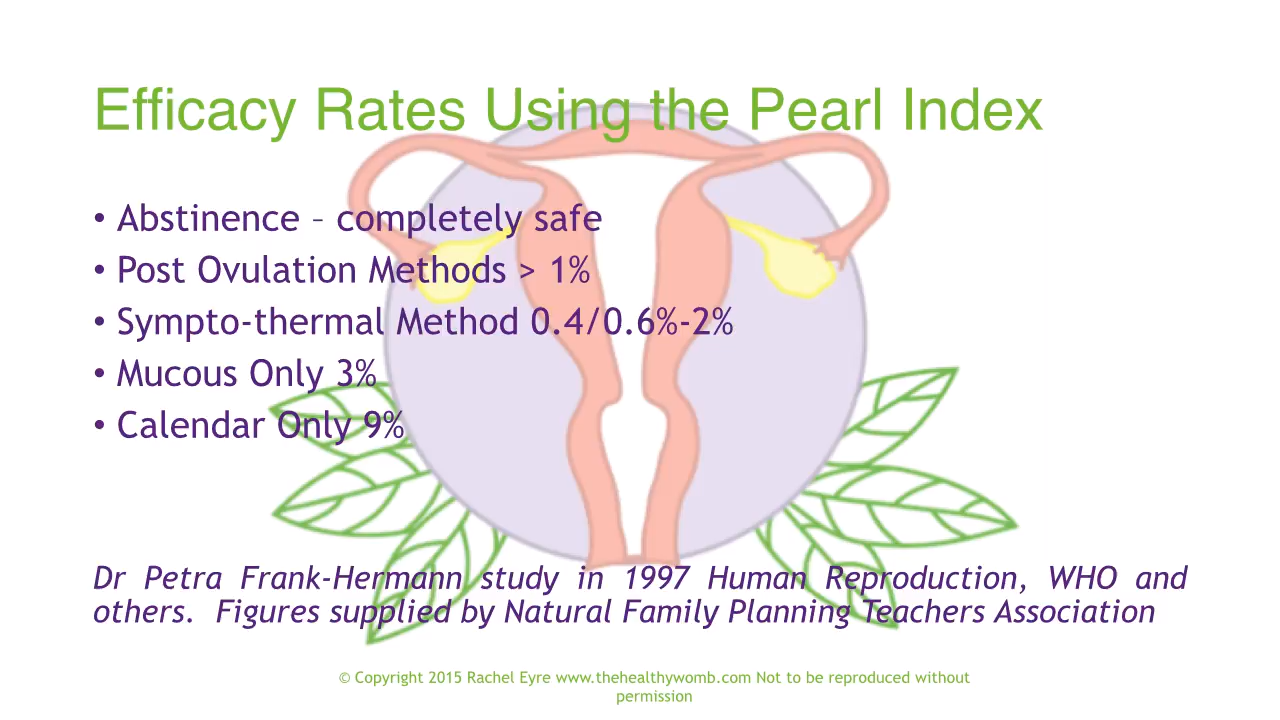 Efficacy Rates Using the Pearl Index
• Abstinence – completely safe
• Post Ovulation Methods > 1%
• Sympto-thermal Method 0.4/0.6%-2%
• Mucous Only 3%
• Calendar Only 9%
Dr Petra Frank-Hermann study in 1997 Human Reproduction, WHO and
others. Figures supplied by Natural Family Planning Teachers Association
© Copyright 2015 Rachel Eyre www.thehealthywomb.com Not to be reproduced without
permission